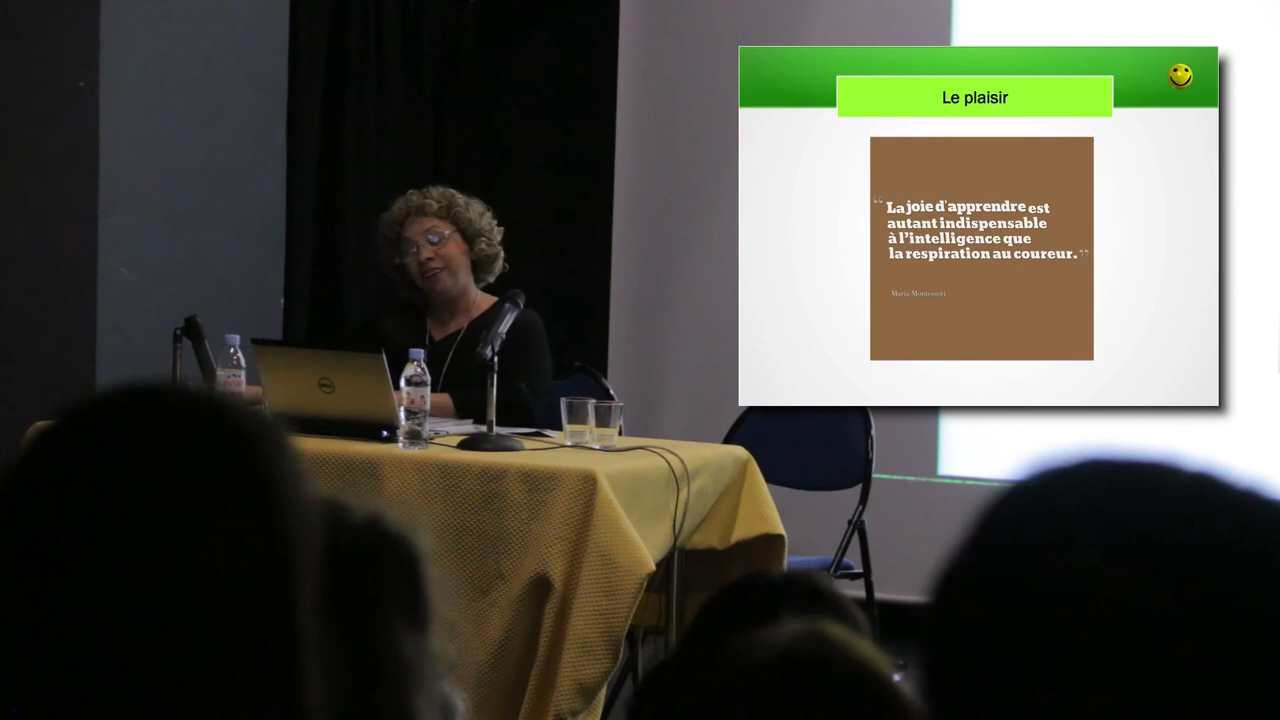 Le plaisir
“ La joie d'apprendre est
autant indispensable
à l'intelligence que
la respiration au coureur. ”
Maria Montessori
DELL